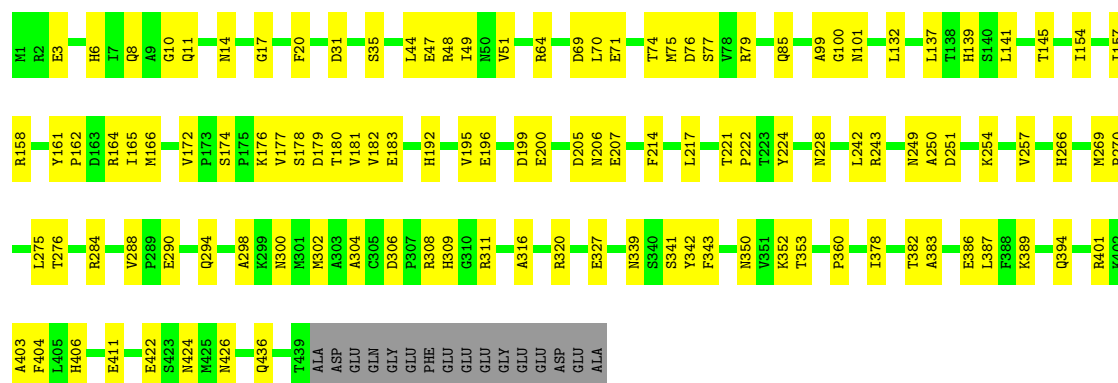 M1 R2 E3 H6 I7 Q8 A9 G10 Q11 N14 G17 F20 D31 S35 L44 E47 R48 I49 N50 V51 R64 D69 L70 E71 T74 M75 D76 S77 V78 R79 Q85 A99 G100 N101 L132 L137 T138 H139 S140 L141 T145 I154 I157
R158 Y161 P162 D163 R164 I165 M166 V172 P173 S174 P175 K176 V177 S178 D179 T180 V181 V182 E183 H192 V195 E196 D199 E200 D205 N206 E207 F214 L217 T221 P222 T223 Y224 N228 L242 R243 N249 A250 D251 K254 V257 H266 M269
L275 T276 R284 V288 P289 E290 Q294 A298 K299 N300 M301 M302 A303 A304 C305 D306 P307 R308 H309 G310 R311 A316 R320 E327 N339 S340 S341 Y342 F343 N350 V351 K352 T353 P360 I378 T382 A383 E386 L387 F388 K389 Q394 R401
A403 F404 L405 H406 E411 E422 S423 N424 M425 N426 Q436 T439 ALA ASP GLU GLN GLY GLU PHE GLU GLU GLU GLY GLU GLU ASP GLU ALA